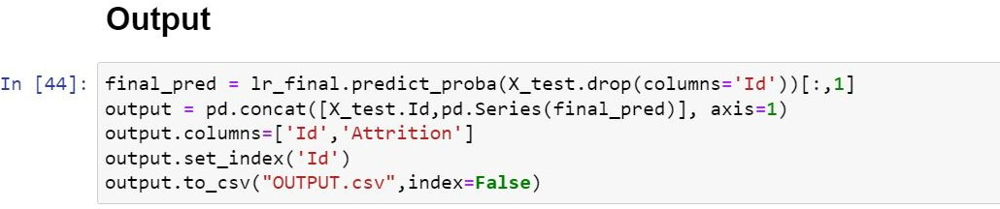 Output
In [44]: final_pred = lr_final.predict_proba(X_test.drop(columns='Id'))[:,1]
output = pd.concat([X_test.Id,pd.Series(final_pred)], axis=1)
output.columns=['Id','Attrition']
output.set_index('Id')
output.to_csv("OUTPUT.csv",index=False)